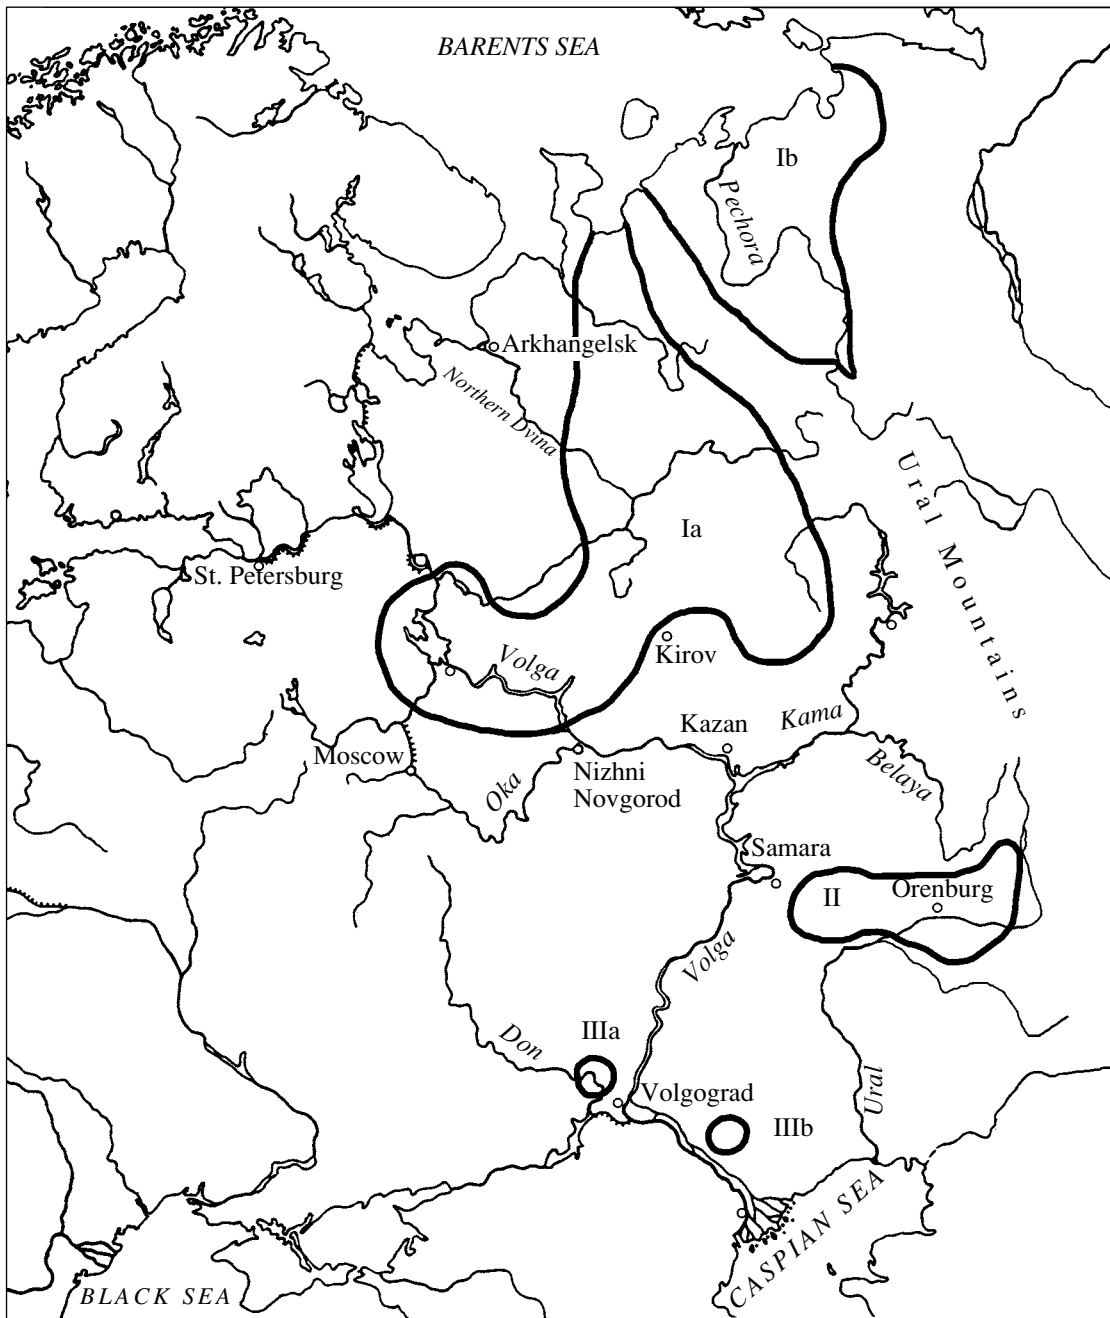 BARENTS SEA
Ib
Pechora
Arkhangelsk
Northern Dvina
Ural Mountains
Ia
St. Petersburg
Volga
Kirov
Kama
Kazan
Moscow
Oka
Nizhni
Novgorod
Belaya
Samara
II
Orenburg
Volga
Don
IIIa
Volgograd
Ural
IIIb
CASPIAN SEA
BLACK SEA